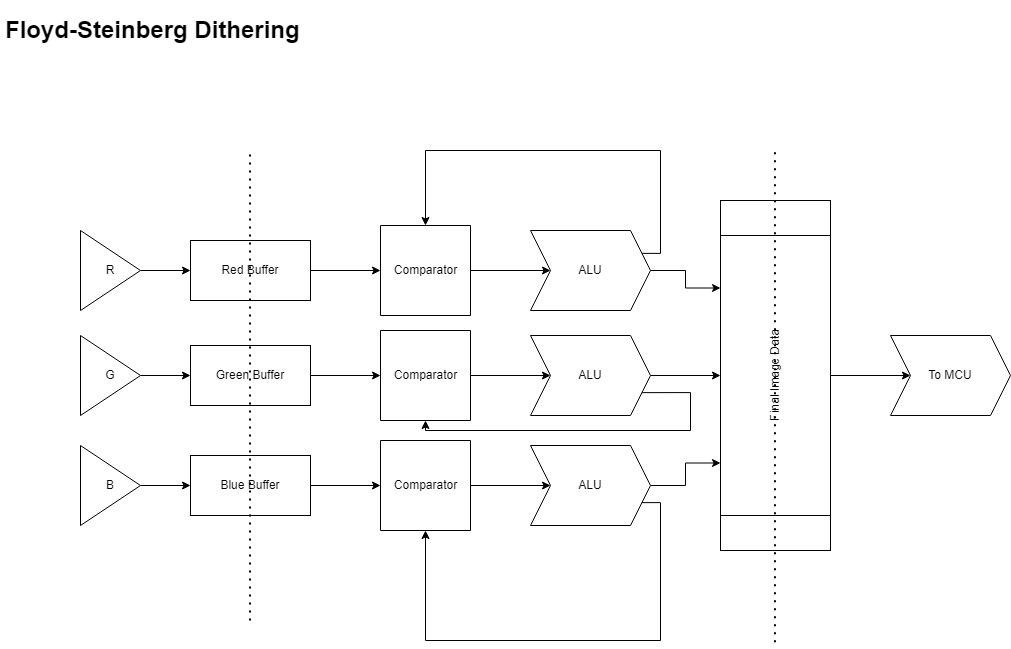 Floyd-Steinberg Dithering
R
Red Buffer
Comparator
ALU
G
Green Buffer
Comparator
ALU
Final Image Data
To MCU
B
Blue Buffer
Comparator
ALU